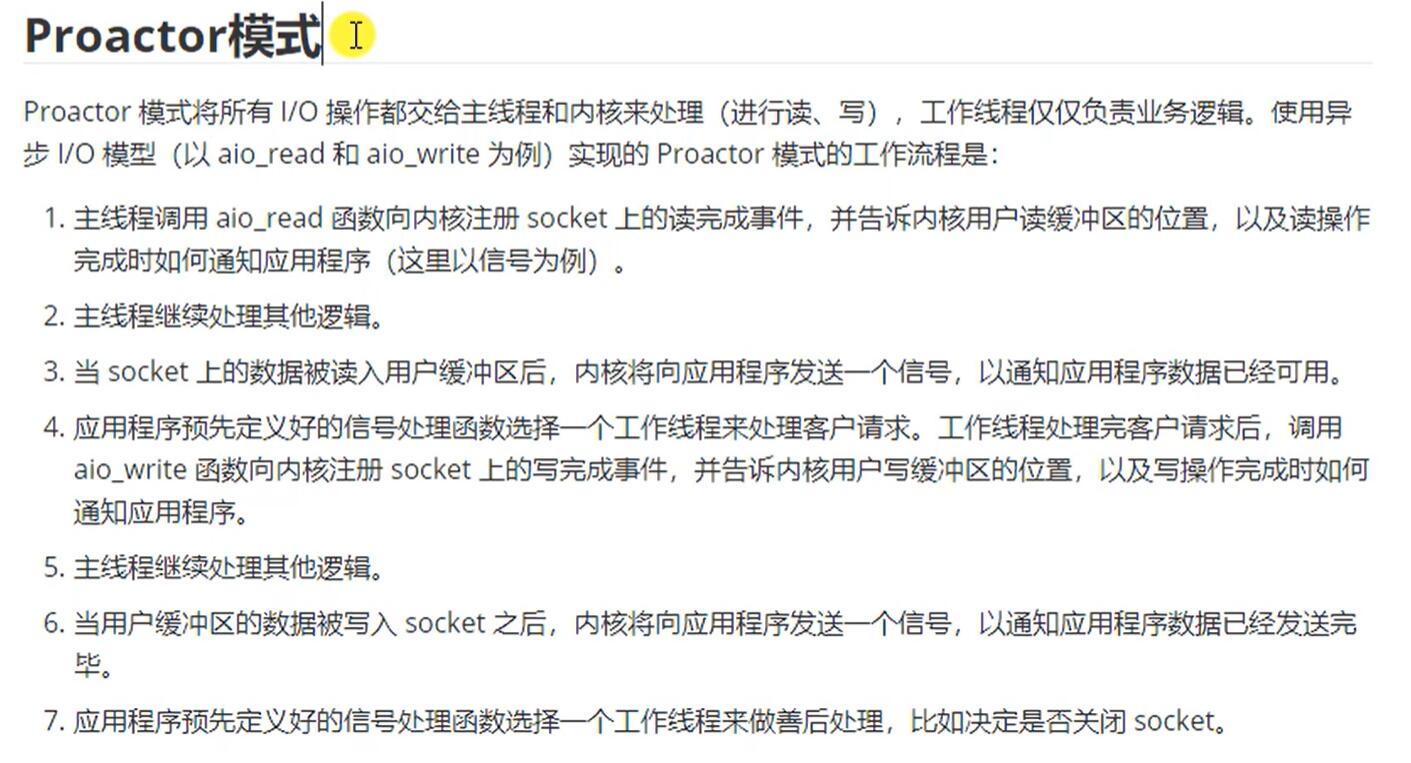 Proactor模式
Proactor 模式将所有 I/O 操作都交给主线程和内核来处理（进行读、写），工作线程仅仅负责业务逻辑。使用异
步 I/O 模型（以 aio_read 和 aio_write 为例）实现的 Proactor 模式的工作流程是：
1. 主线程调用 aio_read 函数向内核注册 socket 上的读完成事件，并告诉内核用户读缓冲区的位置，以及读操作
完成时如何通知应用程序（这里以信号为例）。
2. 主线程继续处理其他逻辑。
3. 当 socket 上的数据被读入用户缓冲区后，内核将向应用程序发送一个信号，以通知应用程序数据已经可用。
4. 应用程序预先定义好的信号处理函数选择一个工作线程来处理客户请求。工作线程处理完客户请求后，调用
aio_write 函数向内核注册 socket 上的写完成事件，并告诉内核用户写缓冲区的位置，以及写操作完成时如何
通知应用程序。
5. 主线程继续处理其他逻辑。
6. 当用户缓冲区的数据被写入 socket 之后，内核将向应用程序发送一个信号，以通知应用程序数据已经发送完
毕。
7. 应用程序预先定义好的信号处理函数选择一个工作线程来做善后处理，比如决定是否关闭 socket。